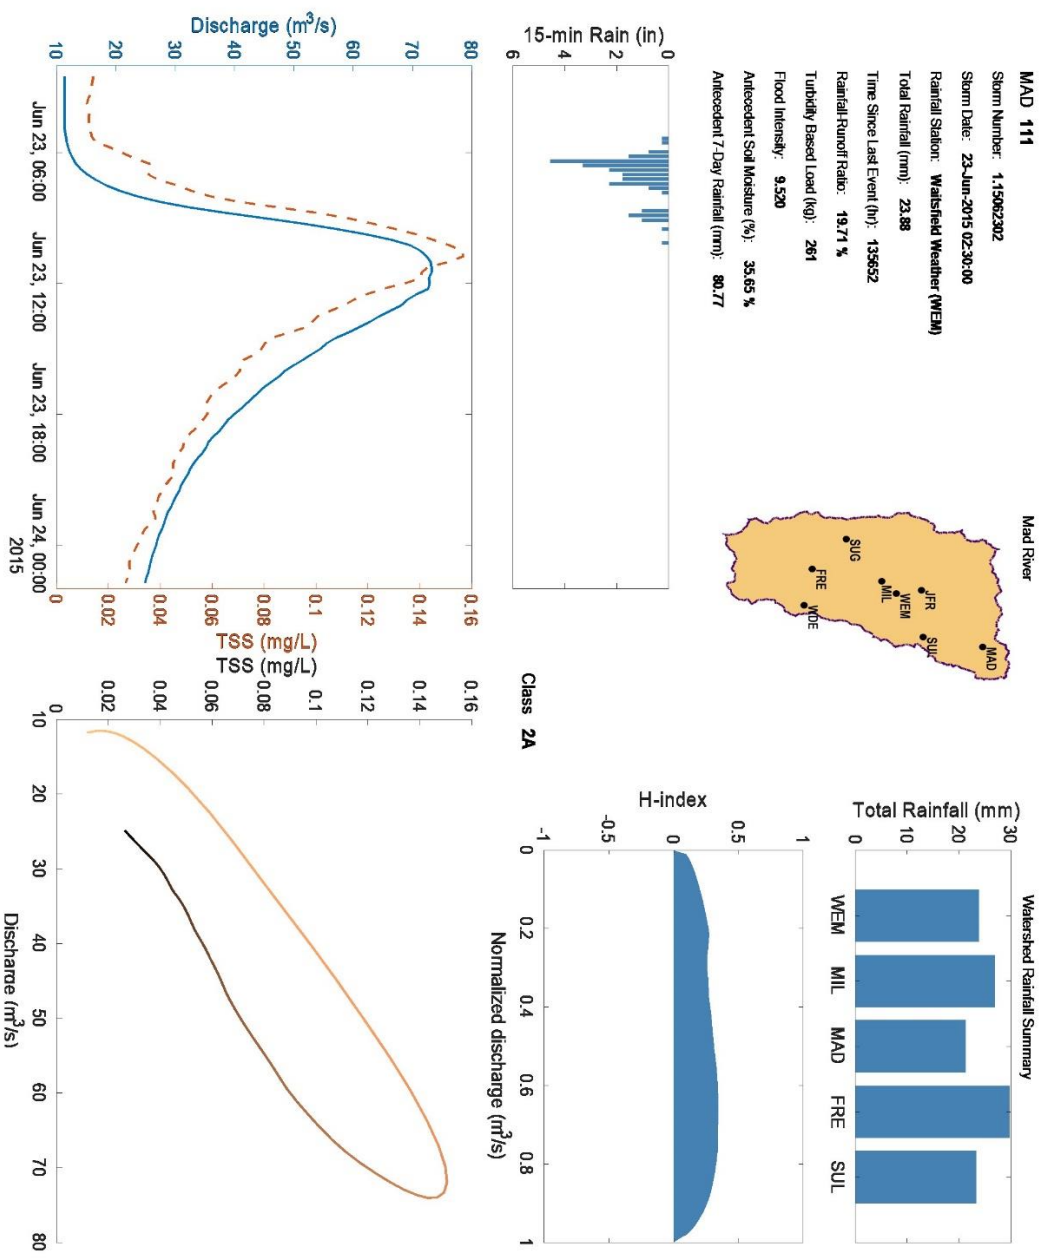 MAD 111
Storm Number: 1.15062302
Storm Date: 23-Jun-2015 02:30:00
Rainfall Station: Waitsfield Weather (WEM)
Total Rainfall (mm): 23.88
Time Since Last Event (hr): 135652
Rainfall-Runoff Ratio: 19.71 %
Turbidity Based Load (kg): 261
Flood Intensity: 9.520
Antecedent Soil Moisture (%): 35.65 %
Antecedent 7-Day Rainfall (mm): 80.77
Mad River
MAD
JFR
SUL
WEM
MIL
SUG
FRE
WDE
Watershed Rainfall Summary
Total Rainfall (mm)
30
20
10
0
WEM
MIL
MAD
FRE
SUL
15-min Rain (in)
0
2
4
6
Class 2A
H-index
1
0.5
0
-0.5
-1
0
0.2
0.4
0.6
0.8
1
Normalized discharge (m3/s)
Discharge (m3/s)
80
70
60
50
40
30
20
10
Jun 23, 06:00
Jun 23, 12:00
Jun 23, 18:00
Jun 24, 00:00
2015
0.16
0.14
0.12
0.1
0.08
0.06
0.04
0.02
0
TSS (mg/L)
TSS (mg/L)
0.16
0.14
0.12
0.1
0.08
0.06
0.04
0.02
0
10
20
30
40
50
60
70
80
Discharge (m3/s)